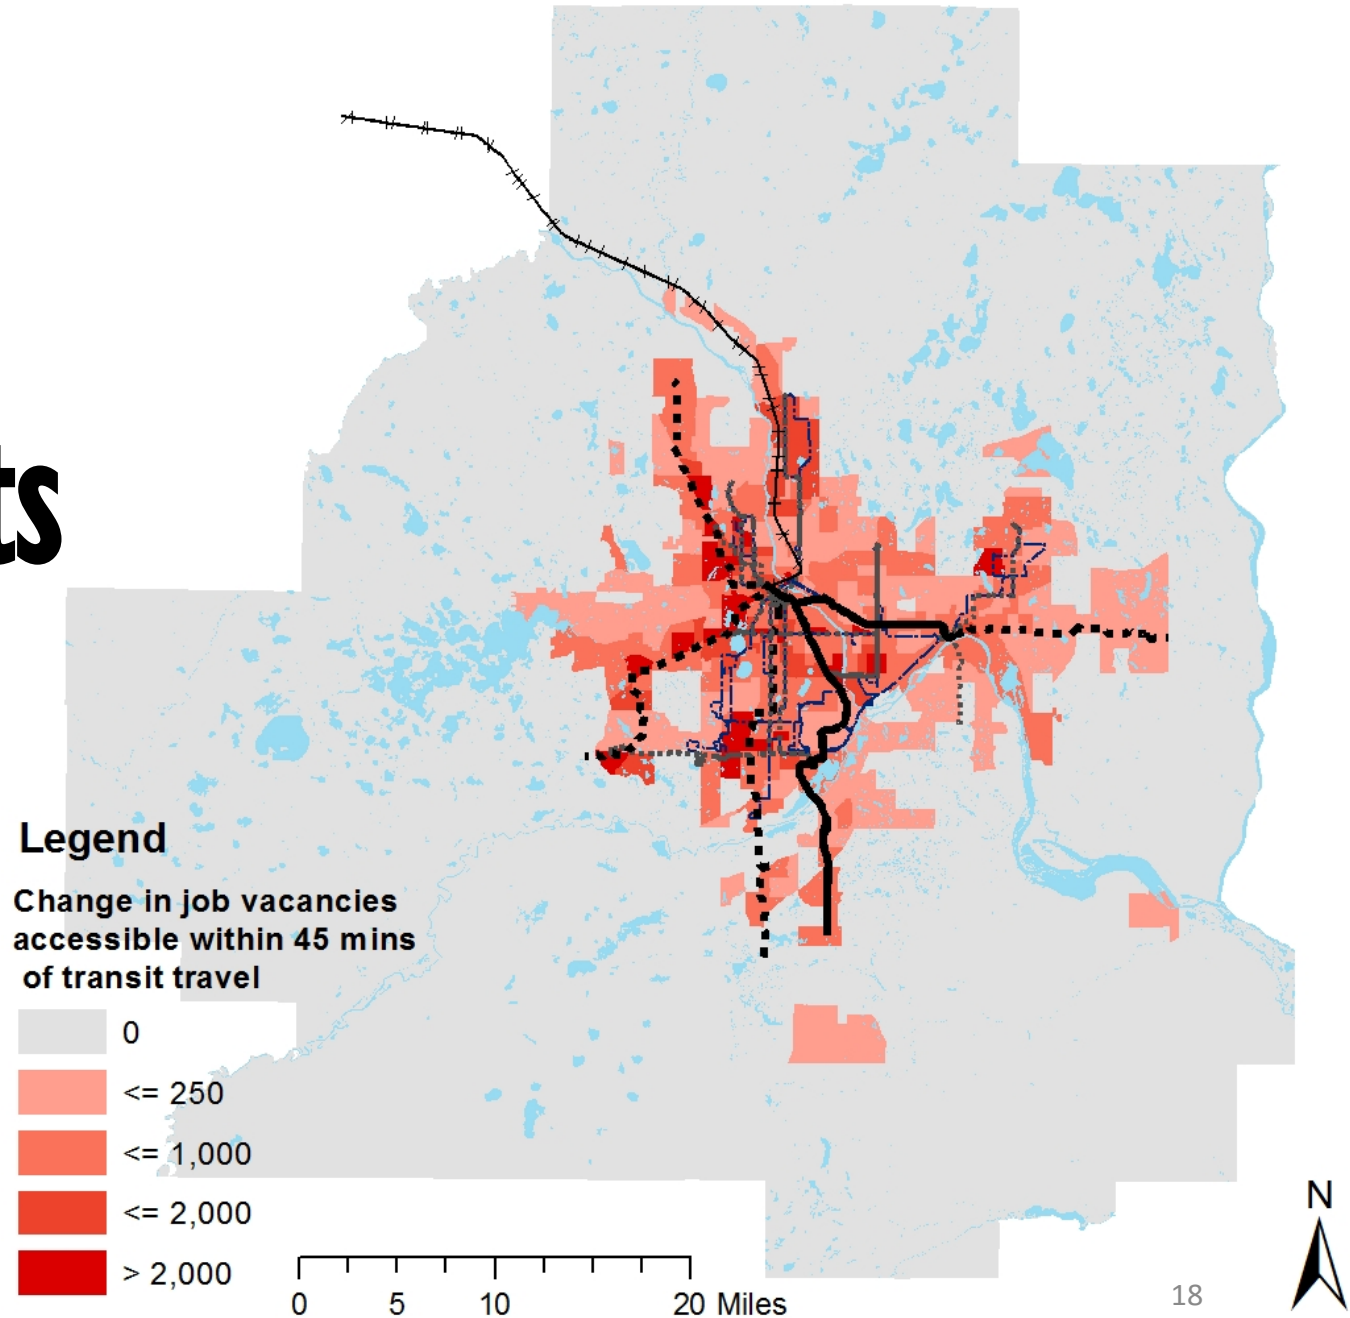 ts
Legend
Change in job vacancies
accessible within 45 mins
of transit travel
0
<= 250
<= 1,000
<= 2,000
> 2,000
0 5 10 20 Miles
N
18